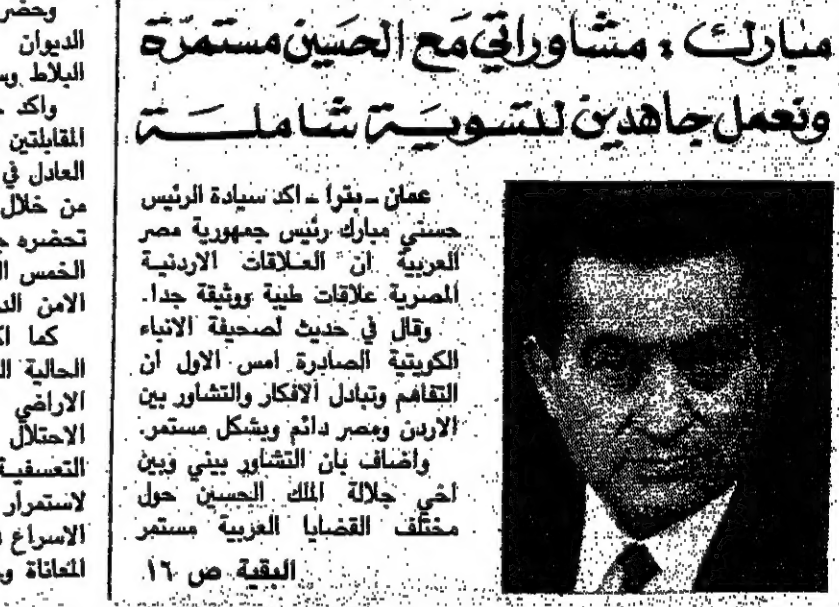 مبارك : مشاوراتي مع الحسين مستمرة
ونعمل جاهدين لتسوية شاملة
عمان - بترا - اكد سيادة الرئيس
حسني مبارك رئيس جمهورية مصر
العربية ان العلاقات الاردنية
المصرية علاقات طيبة ووثيقة جدا.
وقال في حديث لصحيفة الانباء
الكويتية الصادرة امس الاول ان
التفاهم وتبادل الافكار والتشاور بين
الاردن ومصر دائم وبشكل مستمر.
واضاف بان التشاور بيني وبين
اخي جلالة الملك الحسين حول
مختلف القضايا العربية مستمر
البقية ص ١٦
وحضر
الديوان
البلاط
واكد
المقابلتين
العادل في
من خلال
تحضره
الخمس
الامن
كما
الحالية
الاراضي
الاحتلال
التعسفية
لاستمرار
الاسراع
المعاناة